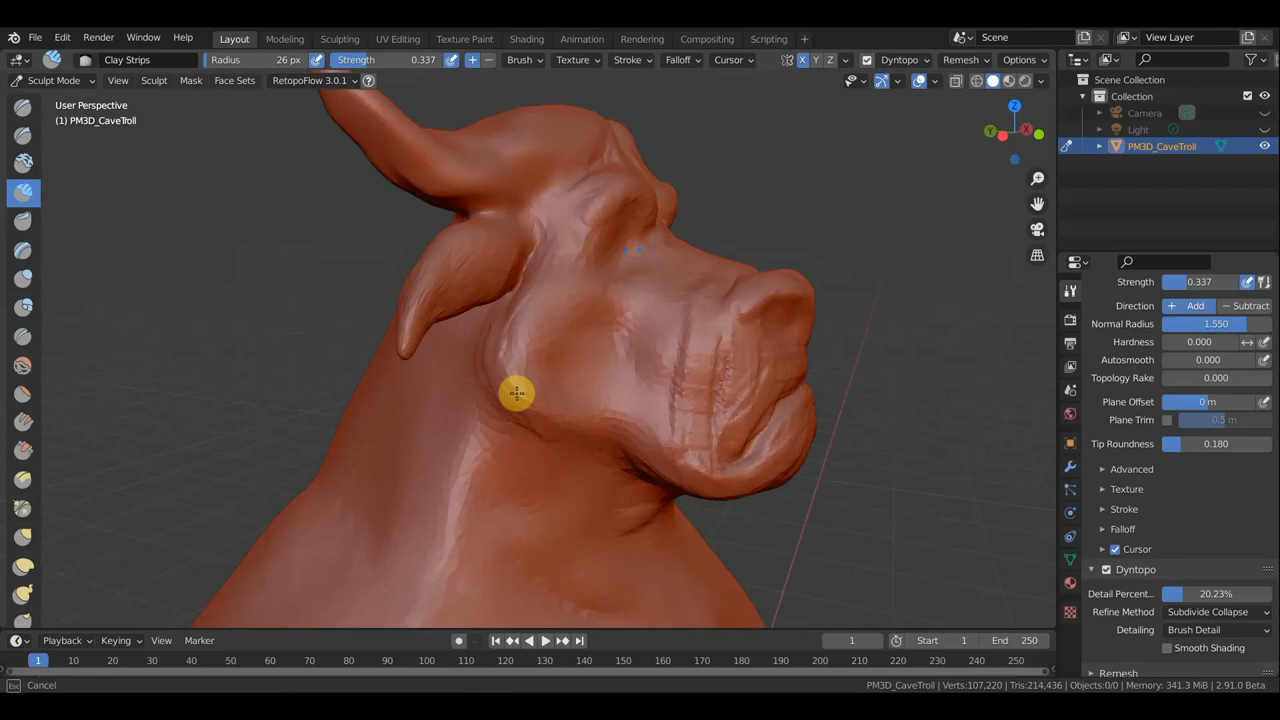 File Edit Render Window Help Layout Modeling Sculpting UV Editing Texture Paint Shading Animation Rendering Compositing Scripting + Scene View Layer
Clay Strips Radius 26 px Strength 0.337 Brush Texture Stroke Falloff Cursor X Y Z Dyntopo Remesh Options
Sculpt Mode View Sculpt Mask Face Sets RetopoFlow 3.0.1 ?
User Perspective
(1) PM3D_CaveTroll
Z
Y
X
Scene Collection
Collection
Camera
Light
PM3D_CaveTroll
Strength 0.337
Direction + Add − Subtract
Normal Radius 1.550
Hardness 0.000
Autosmooth 0.000
Topology Rake 0.000
Plane Offset 0 m
Plane Trim 0.5 m
Tip Roundness 0.180
Advanced
Texture
Stroke
Falloff
Cursor
Dyntopo
Detail Percent... 20.23%
Refine Method Subdivide Collapse
Detailing Brush Detail
Smooth Shading
Remesh
Playback Keying View Marker 1 Start 1 End 250
1 10 20 30 40 50 60 70 80 90 100 110 120 130 140 150 160 170 180 190 200 210 220 230 240 250
Esc Cancel PM3D_CaveTroll | Verts:107,220 | Tris:214,436 | Objects:0/0 | Memory: 341.3 MiB | 2.91.0 Beta